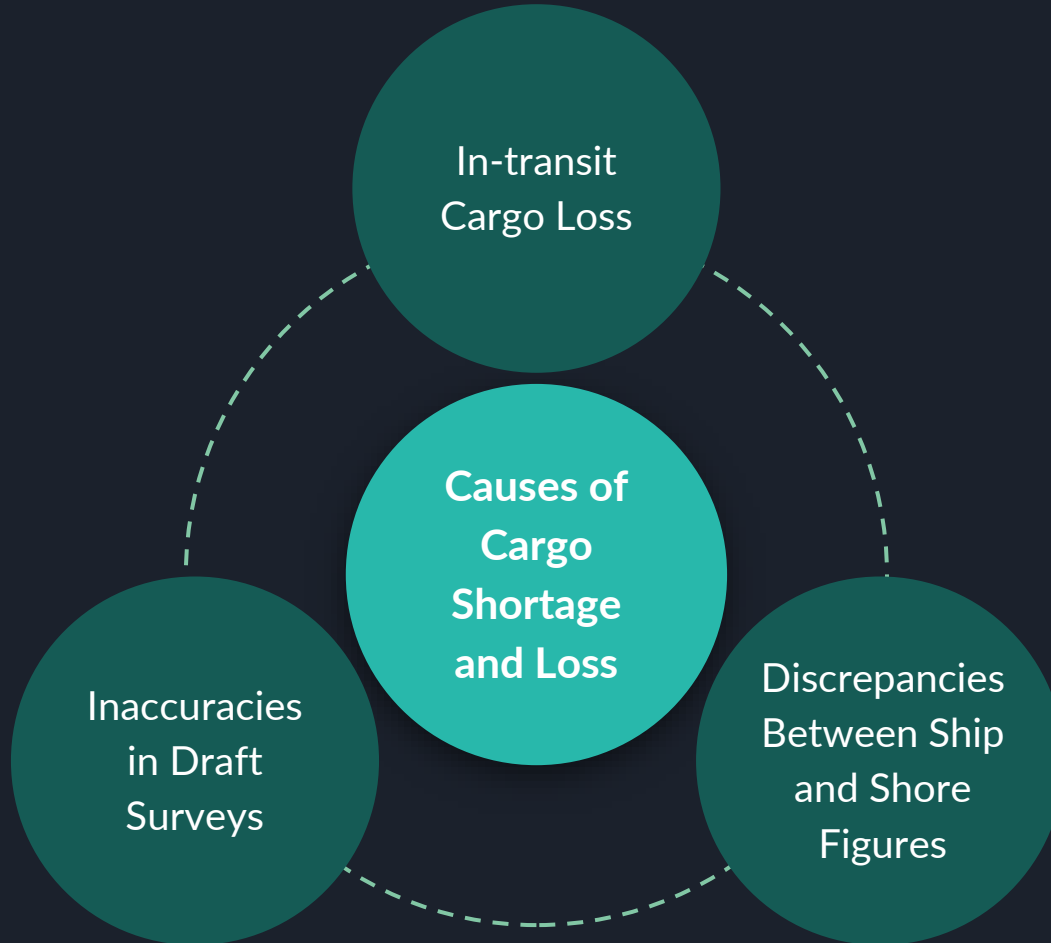 In-transit
Cargo Loss
Causes of
Cargo
Shortage
and Loss
Inaccuracies
in Draft
Surveys
Discrepancies
Between Ship
and Shore
Figures